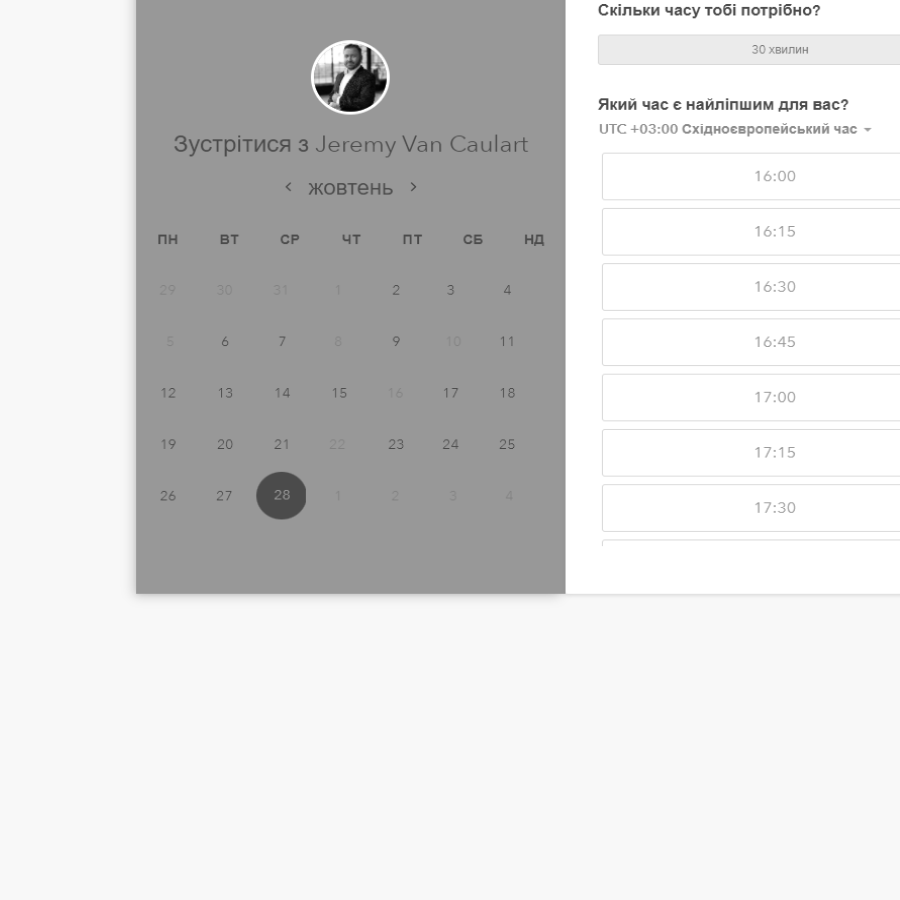 Зустрітися з Jeremy Van Caulart
жовтень
ПН ВТ СР ЧТ ПТ СБ НД
29 30 31 1 2 3 4
5 6 7 8 9 10 11
12 13 14 15 16 17 18
19 20 21 22 23 24 25
26 27 28 1 2 3 4
Скільки часу тобі потрібно?
30 хвилин
Який час є найліпшим для вас?
UTC +03:00 Східноєвропейський час
16:00
16:15
16:30
16:45
17:00
17:15
17:30